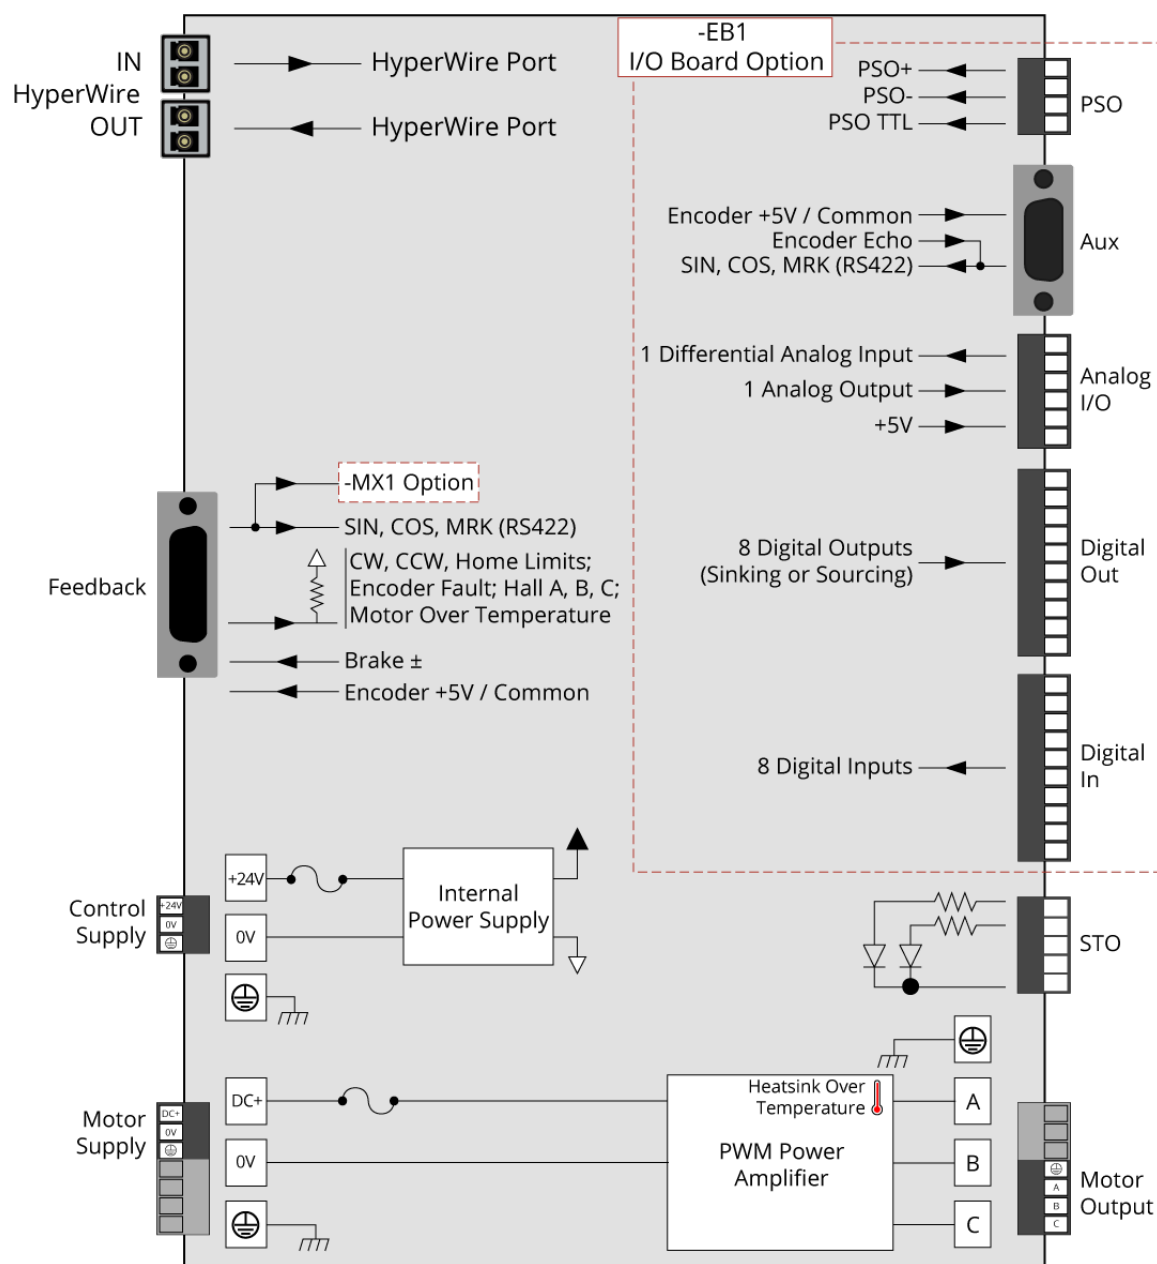 IN
HyperWire
OUT
HyperWire Port
HyperWire Port
-EB1
I/O Board Option
PSO+
PSO-
PSO TTL
PSO
Encoder +5V / Common
Encoder Echo
SIN, COS, MRK (RS422)
Aux
1 Differential Analog Input
1 Analog Output
+5V
Analog
I/O
-MX1 Option
SIN, COS, MRK (RS422)
CW, CCW, Home Limits;
Encoder Fault; Hall A, B, C;
Motor Over Temperature
Brake ±
Encoder +5V / Common
Feedback
8 Digital Outputs
(Sinking or Sourcing)
Digital
Out
8 Digital Inputs
Digital
In
Control
Supply
+24V
0V
+24V
0V
Internal
Power Supply
STO
Motor
Supply
DC+
0V
DC+
0V
Heatsink Over
Temperature
PWM Power
Amplifier
A
B
C
A
B
C
Motor
Output